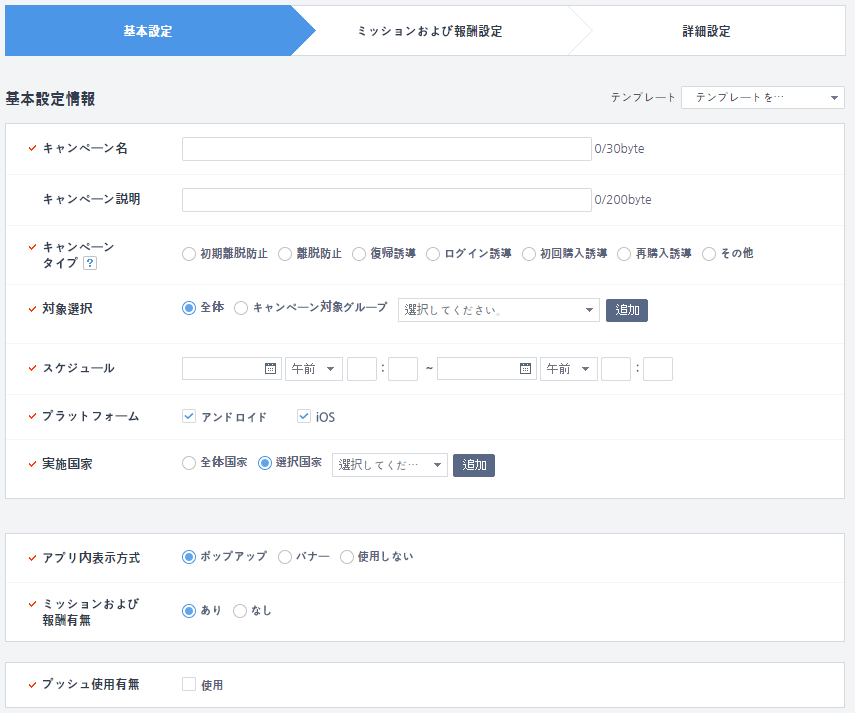 基本設定
ミッションおよび報酬設定
詳細設定
基本設定情報
テンプレート テンプレートを…
キャンペーン名 0/30byte
キャンペーン説明 0/200byte
キャンペーン
タイプ ? 初期離脱防止 離脱防止 復帰誘導 ログイン誘導 初回購入誘導 再購入誘導 その他
対象選択 全体 キャンペーン対象グループ 選択してください。 追加
スケジュール 午前 : ~ 午前 :
プラットフォーム アンドロイド iOS
実施国家 全体国家 選択国家 選択してくだ… 追加
アプリ内表示方式 ポップアップ バナー 使用しない
ミッションおよび
報酬有無 あり なし
プッシュ使用有無 使用